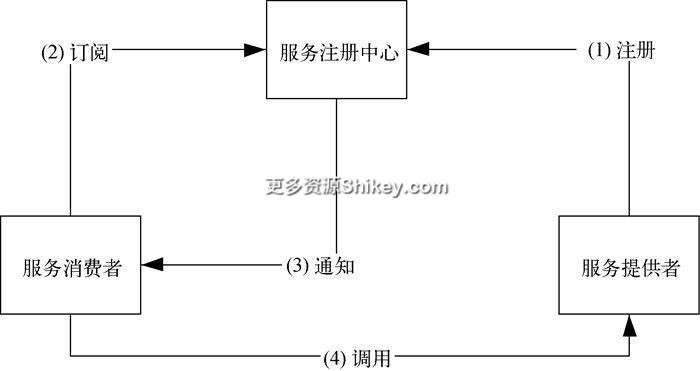 (2) 订阅
服务注册中心
(1) 注册
更多资源Shikey.com
服务消费者
(3) 通知
服务提供者
(4) 调用